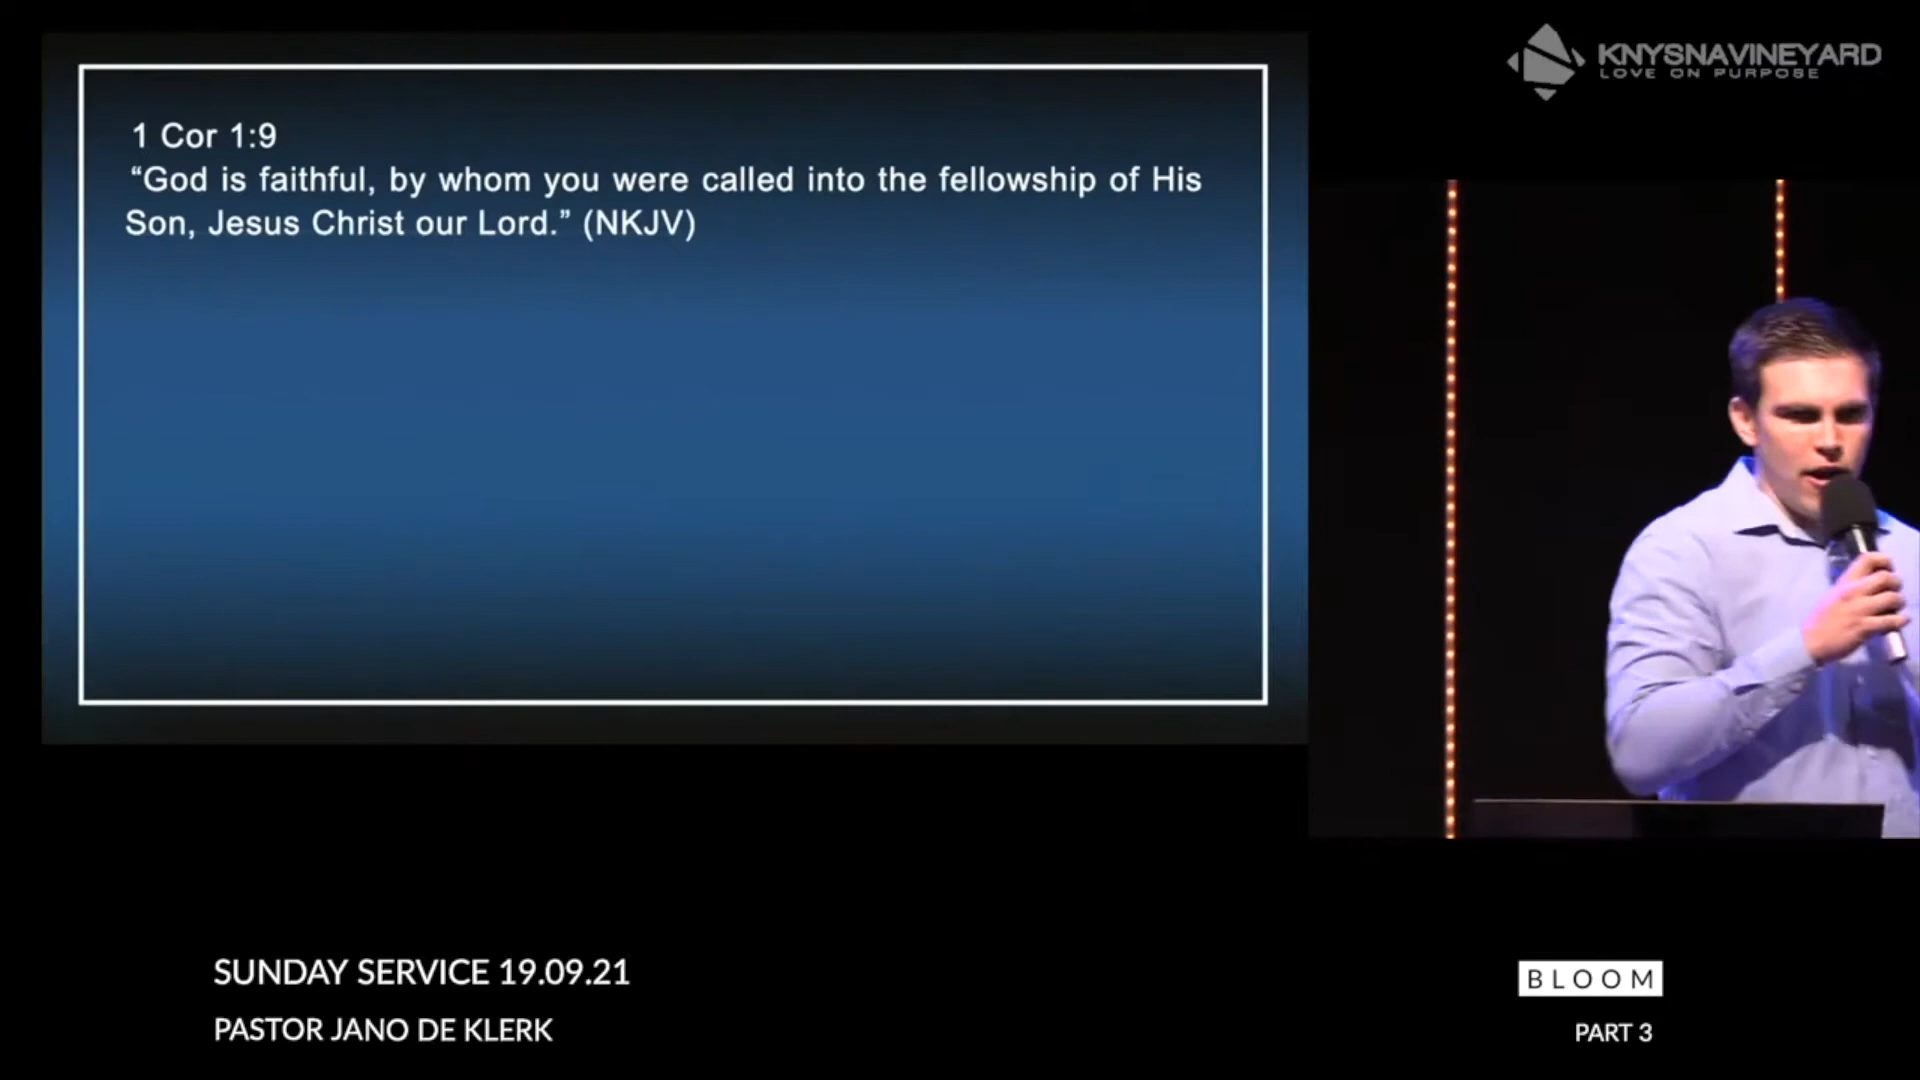 KNYSNAVINEYARD
LOVE ON PURPOSE
1 Cor 1:9
“God is faithful, by whom you were called into the fellowship of His
Son, Jesus Christ our Lord.” (NKJV)
SUNDAY SERVICE 19.09.21
PASTOR JANO DE KLERK
BLOOM
PART 3